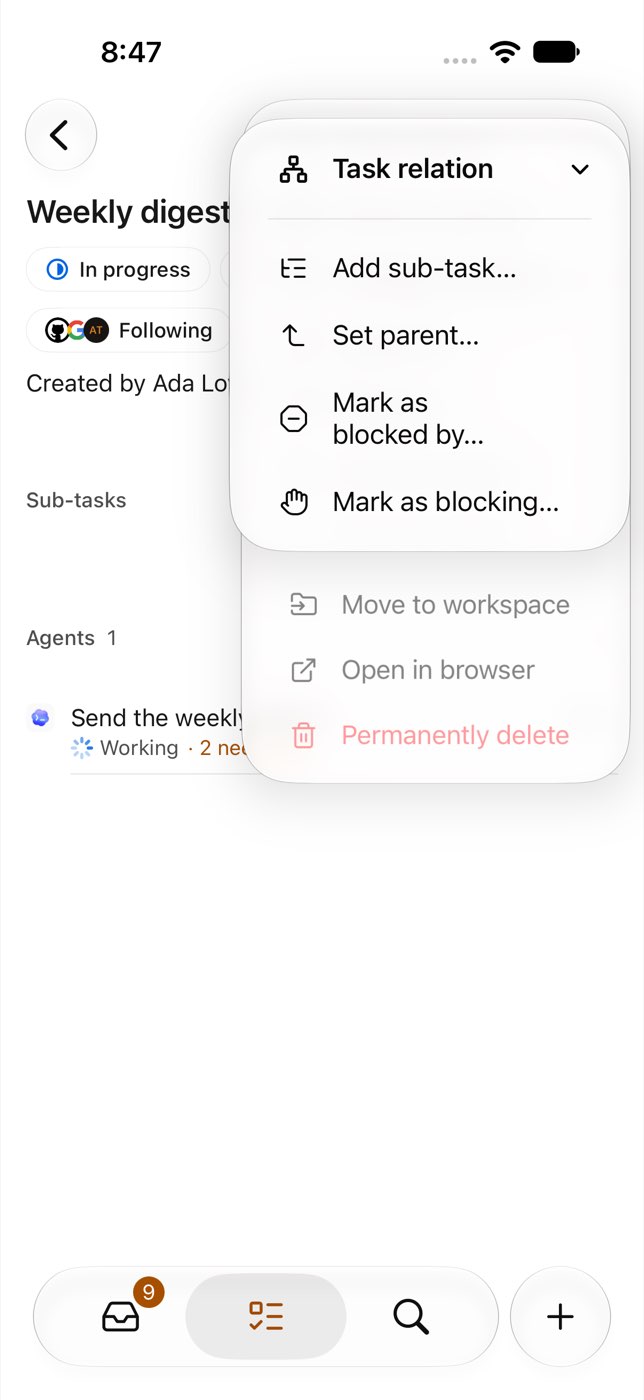 8:47
Task relation
Weekly digest
Add sub-task...
In progress
Set parent...
AT Following
Created by Ada
Mark as
blocked by...
Sub-tasks
Mark as blocking...
Move to workspace
Agents 1
Open in browser
Send the weekly
Permanently delete
Working · 2
9